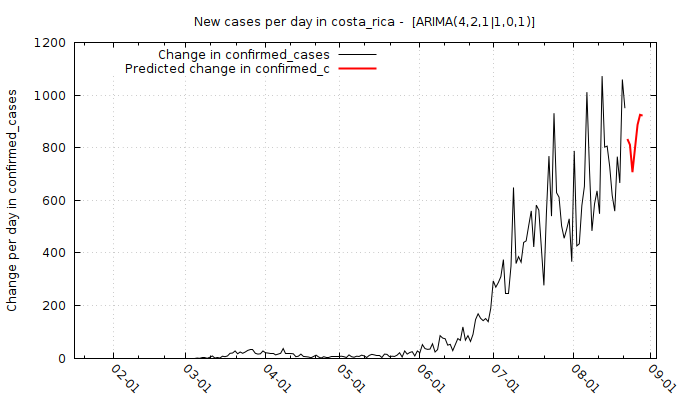 New cases per day in costa_rica -  [ARIMA(4,2,1|1,0,1)]
Change in confirmed_cases
Predicted change in confirmed_c
Change per day in confirmed_cases
1200
1000
800
600
400
200
0
02-01 03-01 04-01 05-01 06-01 07-01 08-01 09-01